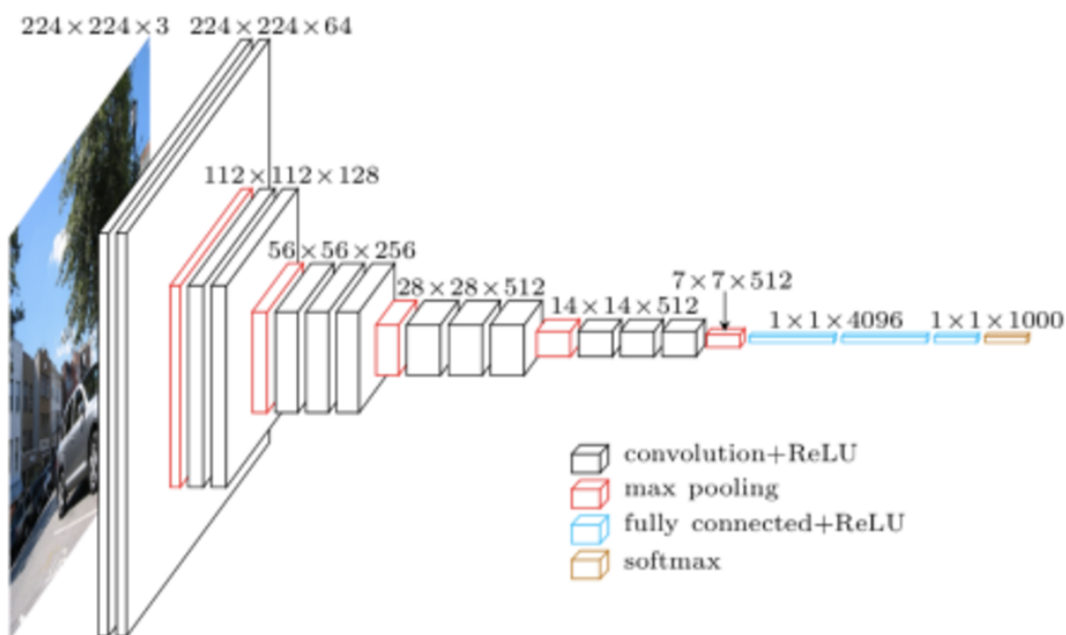 224×224×3
224×224×64
112×112×128
56×56×256
28×28×512
14×14×512
7×7×512
1×1×4096
1×1×1000
convolution+ReLU
max pooling
fully connected+ReLU
softmax